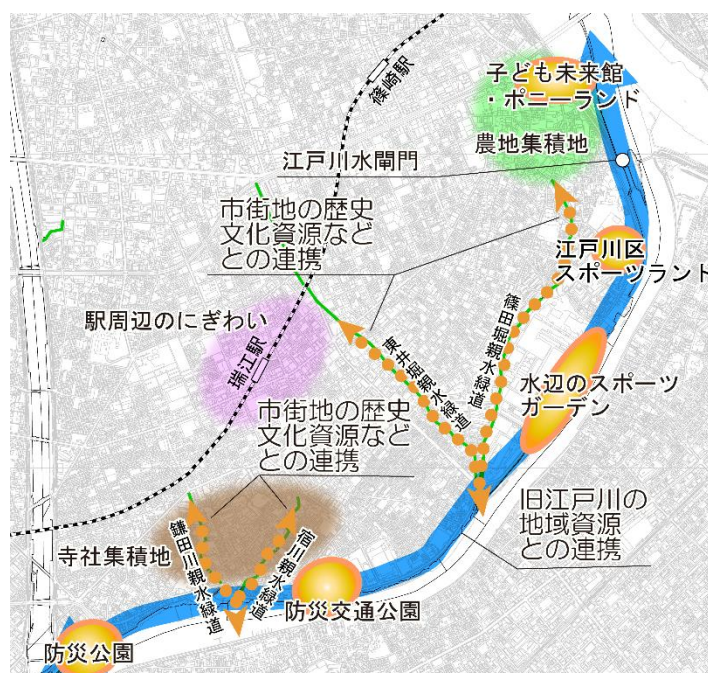 篠崎駅
子ども未来館
・ポニーランド
農地集積地
江戸川水閘門
市街地の歴史
文化資源など
との連携
江戸川区
スポーツランド
駅周辺のにぎわい
瑞江駅
東井堀親水緑道
篠田堀親水緑道
水辺のスポーツ
ガーデン
市街地の歴史
文化資源など
との連携
旧江戸川の
地域資源
との連携
寺社集積地
鎌田川親水緑道
宿川親水緑道
防災交通公園
防災公園